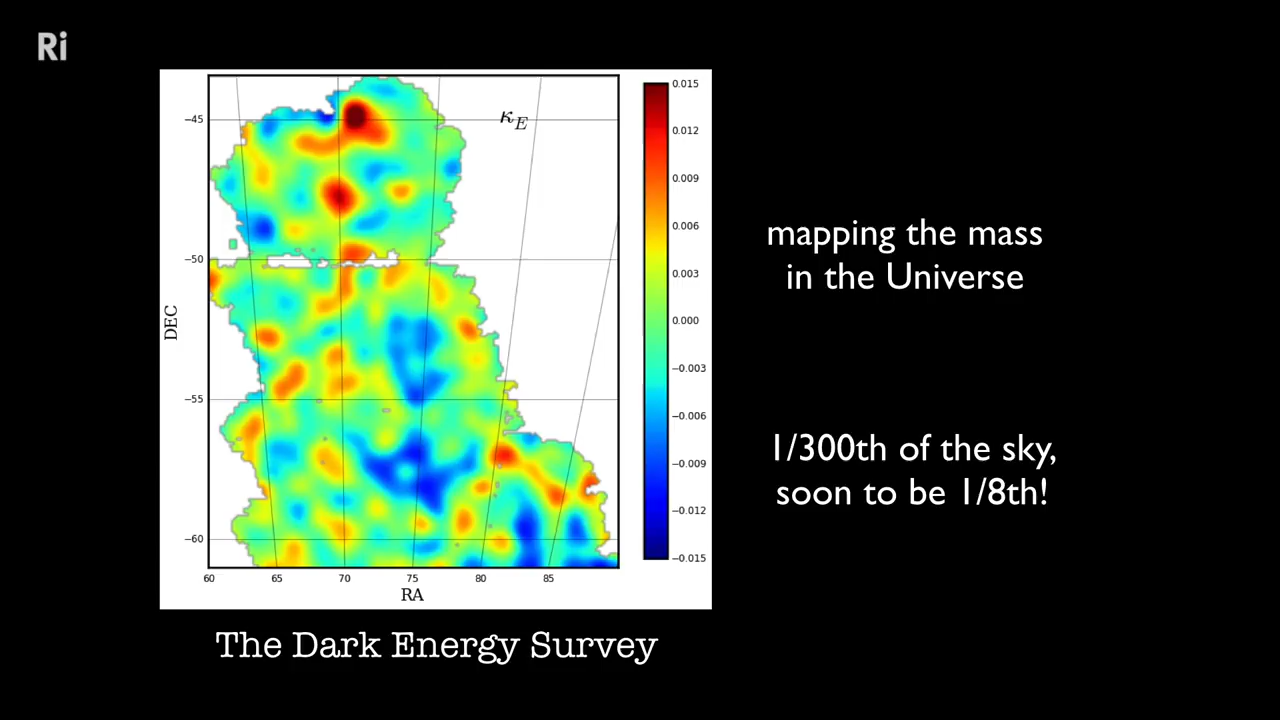 Ri
κE
−45
−50
−55
−60
DEC
60 65 70 75 80 85
RA
0.015
0.012
0.009
0.006
0.003
0.000
−0.003
−0.006
−0.009
−0.012
−0.015
mapping the mass
in the Universe
1/300th of the sky,
soon to be 1/8th!
The Dark Energy Survey